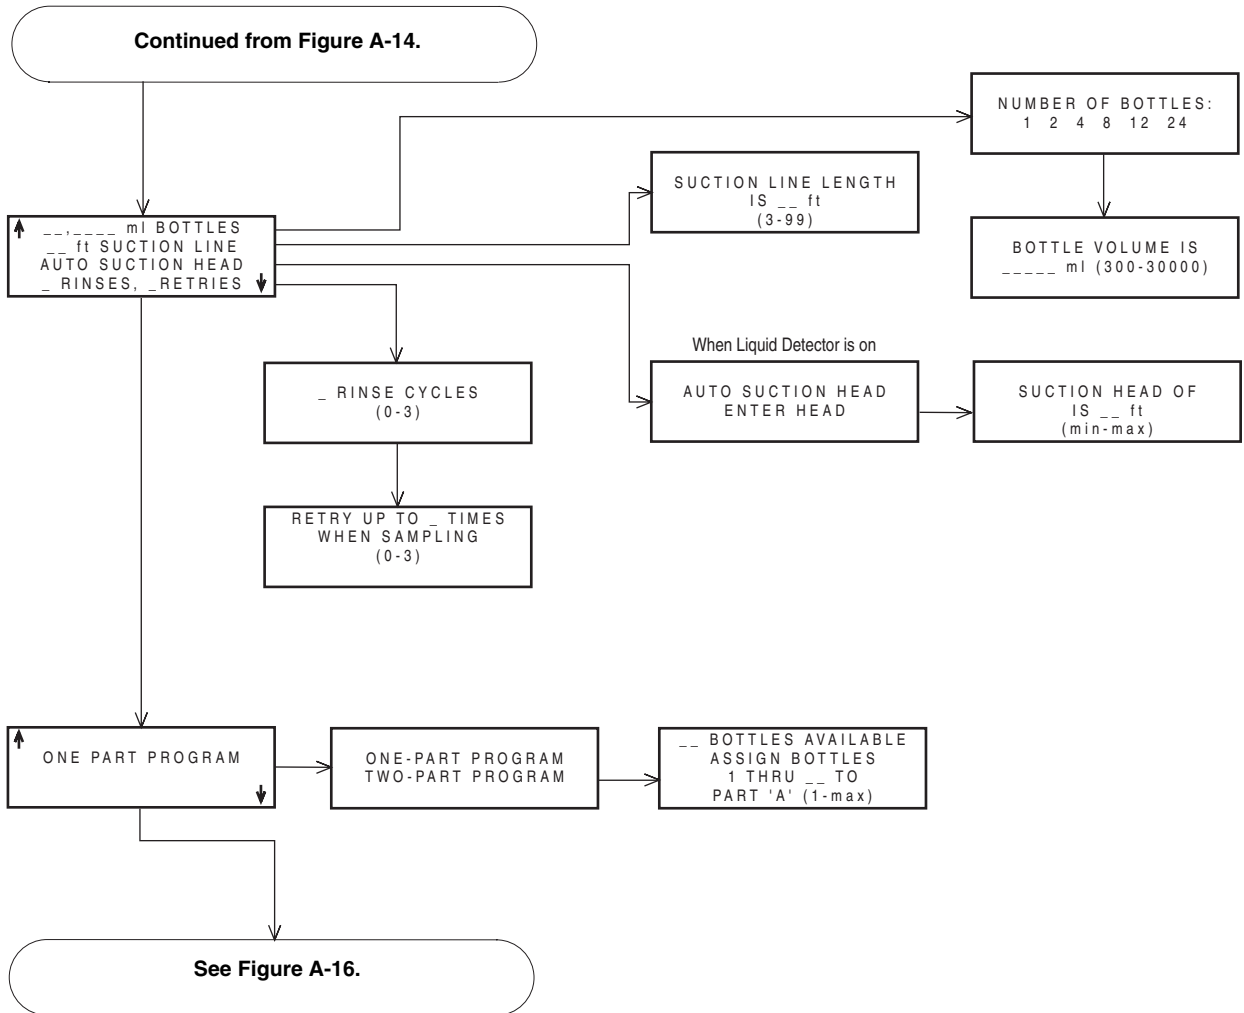 Continued from Figure A-14.
NUMBER OF BOTTLES:
1 2 4 8 12 24
SUCTION LINE LENGTH
IS __ ft
(3-99)
__,____ ml BOTTLES
__ ft SUCTION LINE
AUTO SUCTION HEAD
_ RINSES, _RETRIES
BOTTLE VOLUME IS
_____ ml (300-30000)
When Liquid Detector is on
_ RINSE CYCLES
(0-3)
AUTO SUCTION HEAD
ENTER HEAD
SUCTION HEAD OF
IS __ ft
(min-max)
RETRY UP TO _ TIMES
WHEN SAMPLING
(0-3)
ONE PART PROGRAM
ONE-PART PROGRAM
TWO-PART PROGRAM
__ BOTTLES AVAILABLE
ASSIGN BOTTLES
1 THRU __ TO
PART 'A' (1-max)
See Figure A-16.